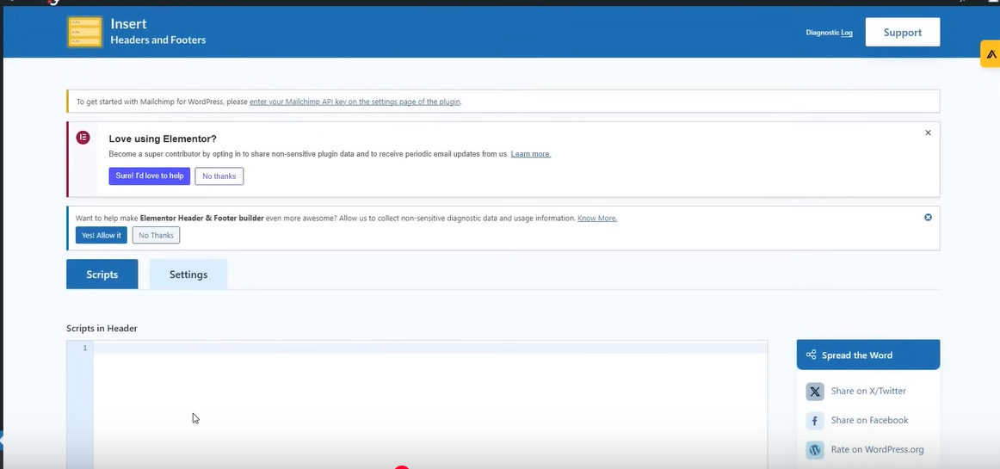 Insert
Headers and Footers
Diagnostic Log
Support
To get started with Mailchimp for WordPress, please enter your Mailchimp API key on the settings page of the plugin.
Love using Elementor?
Become a super contributor by opting in to share non-sensitive plugin data and to receive periodic email updates from us. Learn more.
Sure! I'd love to help
No thanks
Want to help make Elementor Header & Footer builder even more awesome? Allow us to collect non-sensitive diagnostic data and usage information. Know More.
Yes! Allow it
No Thanks
Scripts
Settings
Scripts in Header
1
Spread the Word
Share on X/Twitter
Share on Facebook
Rate on WordPress.org